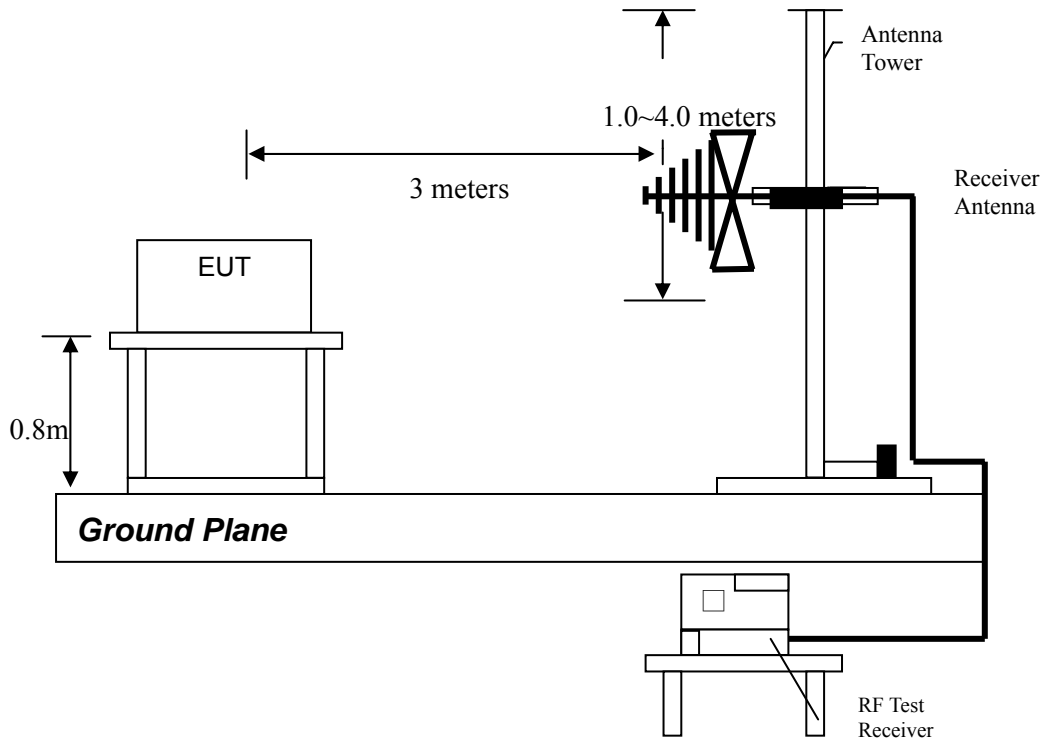 Antenna
Tower
1.0~4.0 meters
3 meters
Receiver
Antenna
EUT
0.8m
Ground Plane
RF Test
Receiver